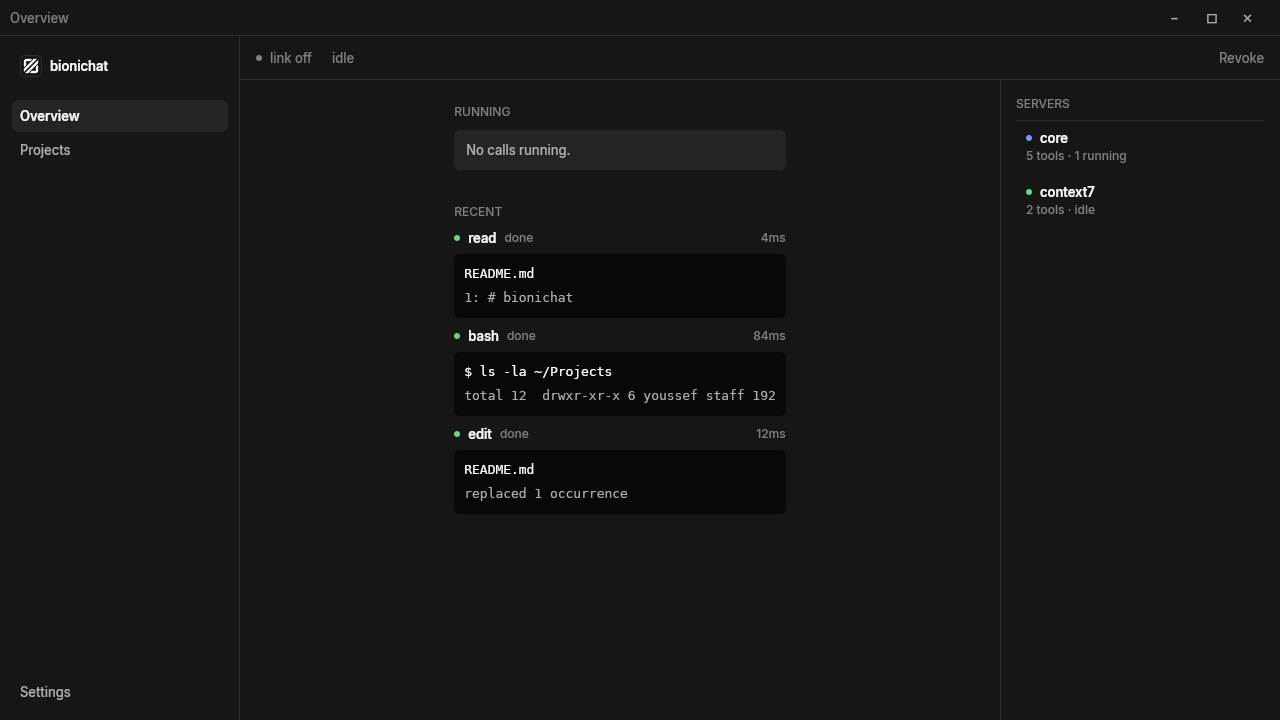 Overview
bionichat
Overview
Projects
Settings
link off idle
Revoke
RUNNING
No calls running.
RECENT
read done 4ms
README.md
1: # bionichat
bash done 84ms
$ ls -la ~/Projects
total 12  drwxr-xr-x 6 youssef staff 192
edit done 12ms
README.md
replaced 1 occurrence
SERVERS
core
5 tools · 1 running
context7
2 tools · idle